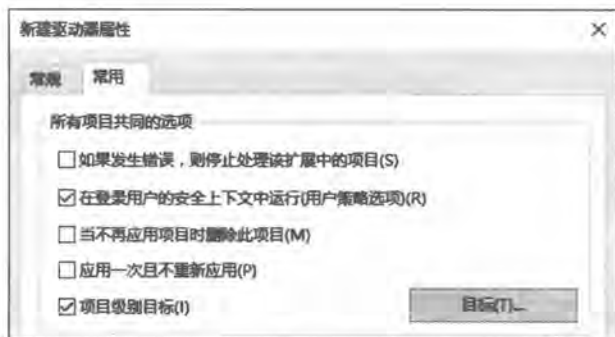 新建驱动器属性
常规 常用
所有项目共同的选项
如果发生错误，则停止处理该扩展中的项目(S)
在登录用户的安全上下文中运行(用户策略选项)(R)
当不再应用项目时删除此项目(M)
应用一次且不重新应用(P)
项目级别目标(I) 目标(T)...